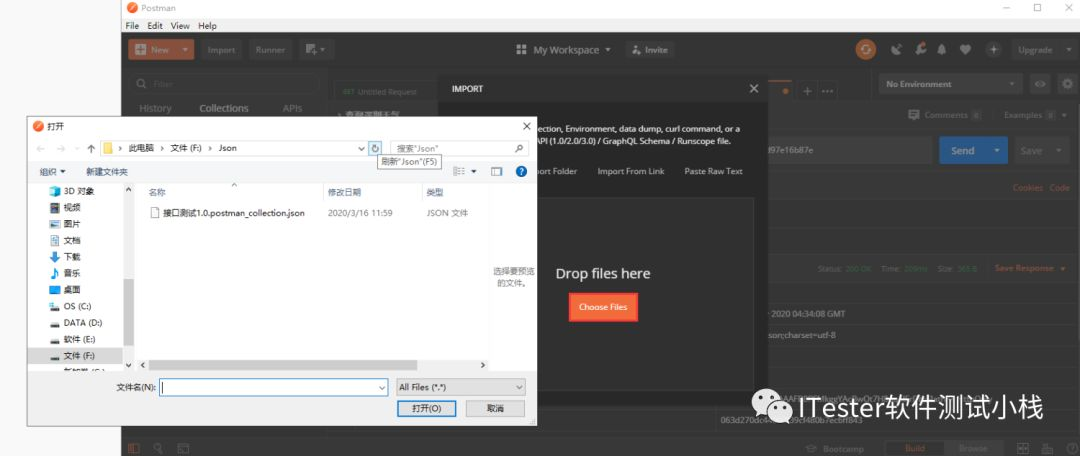 Postman
File Edit View Help
New Import Runner My Workspace Invite Upgrade
Filter
History Collections APIs
GET Untitled Request
No Environment
Comments 0 Examples 0
IMPORT
ection, Environment, data dump, curl command, or a
API (1.0/2.0/3.0) / GraphQL Schema / Runscope file.
ort Folder Import From Link Paste Raw Text
d97e16b87e
Send Save
Cookies Code
Drop files here
Choose Files
Status: 200 OK Time: 209ms Size: 365 B Save Response
2020 04:34:08 GMT
son;charset=utf-8
打开
此电脑 文件 (F:) Json
搜索"Json"
刷新"Json"(F5)
组织 新建文件夹
名称 修改日期 类型
接口测试1.0.postman_collection.json 2020/3/16 11:59 JSON 文件
3D 对象
视频
图片
文档
下载
音乐
桌面
OS (C:)
DATA (D:)
软件 (E:)
文件 (F:)
选择要预览
的文件。
文件名(N):
All Files (*.*)
打开(O) 取消
ITester软件测试小栈
Bootcamp Build Browse